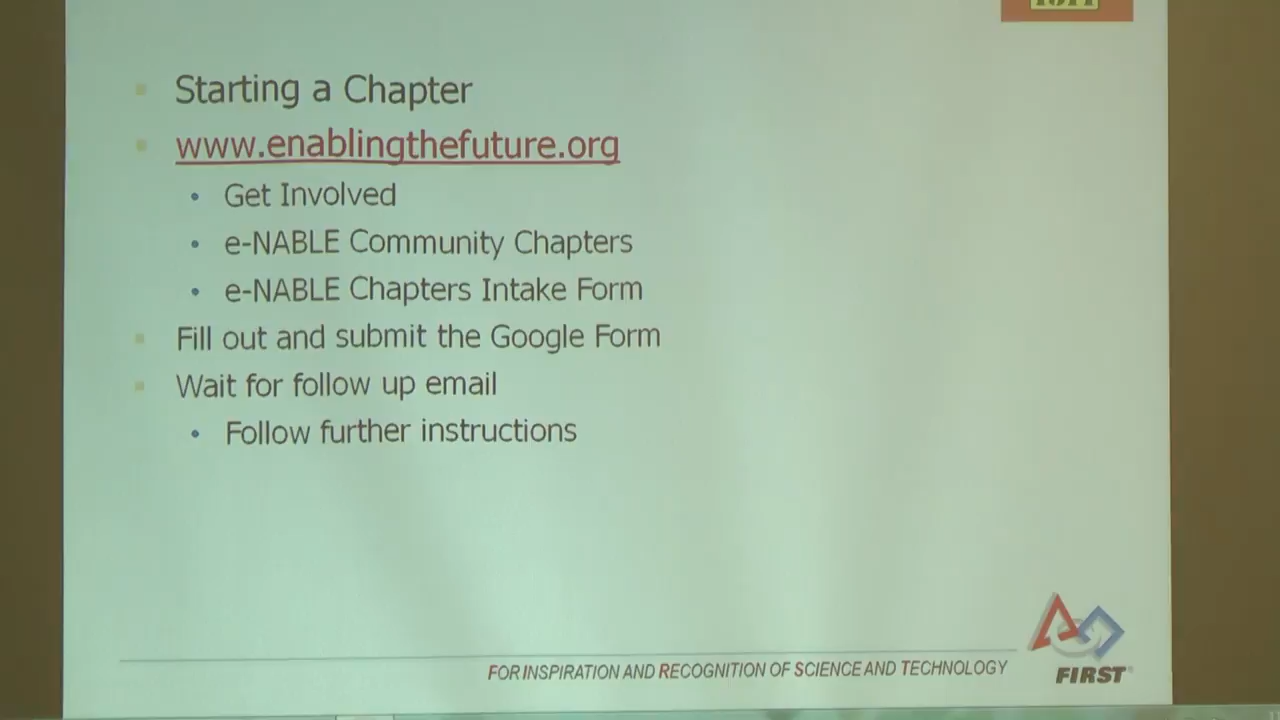 Starting a Chapter
www.enablingthefuture.org
Get Involved
e-NABLE Community Chapters
e-NABLE Chapters Intake Form
Fill out and submit the Google Form
Wait for follow up email
Follow further instructions
FOR INSPIRATION AND RECOGNITION OF SCIENCE AND TECHNOLOGY
FIRST